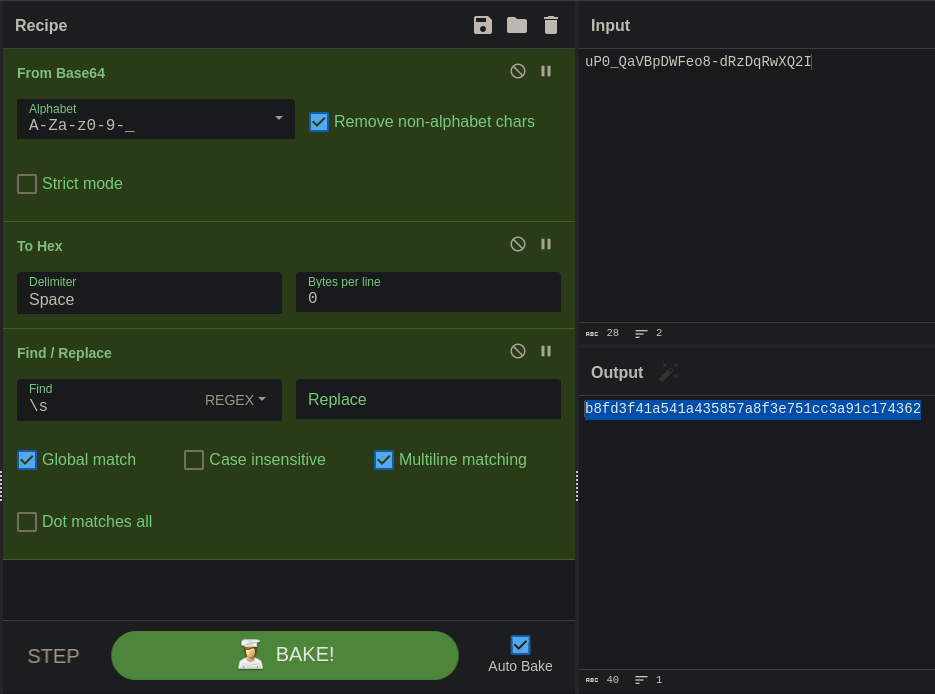 Recipe
From Base64
Alphabet
A-Za-z0-9-_
Remove non-alphabet chars
Strict mode
To Hex
Delimiter
Space
Bytes per line
0
Find / Replace
Find
\s
REGEX
Replace
Global match
Case insensitive
Multiline matching
Dot matches all
STEP
BAKE!
Auto Bake
Input
uP0_QaVBpDWFeo8-dRzDqRwXQ2I
ABC 28 2
Output
b8fd3f41a541a435857a8f3e751cc3a91c174362
ABC 40 1